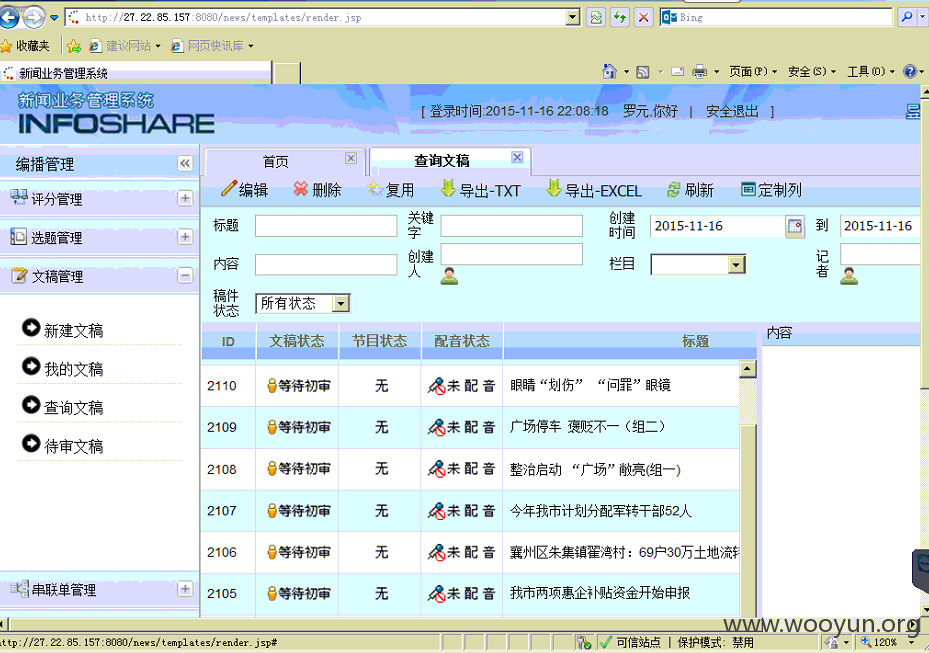 http://27.22.85.157:8080/news/templates/render.jsp
Bing
收藏夹 建议网站 网页快讯库
新闻业务管理系统
页面(P) 安全(S) 工具(O)
新闻业务管理系统
INFOSHARE
[ 登录时间:2015-11-16 22:08:18 罗元,你好 | 安全退出 ]
编播管理
评分管理
选题管理
文稿管理
新建文稿
我的文稿
查询文稿
待审文稿
串联单管理
首页 查询文稿
编辑 删除 复用 导出-TXT 导出-EXCEL 刷新 定制列
标题 关键字 创建时间 2015-11-16 到 2015-11-16
内容 创建人 栏目 记者
稿件状态 所有状态
ID 文稿状态 节目状态 配音状态 标题 内容
2110 等待初审 无 未配音 眼睛“划伤” “问罪”眼镜
2109 等待初审 无 未配音 广场停车 褒贬不一（组二）
2108 等待初审 无 未配音 整治启动 “广场”敞亮(组一)
2107 等待初审 无 未配音 今年我市计划分配军转干部52人
2106 等待初审 无 未配音 襄州区朱集镇翟湾村：69户30万土地流转
2105 等待初审 无 未配音 我市两项惠企补贴资金开始申报
www.wooyun.org
http://27.22.85.157:8080/news/templates/render.jsp#
可信站点 | 保护模式: 禁用
120%